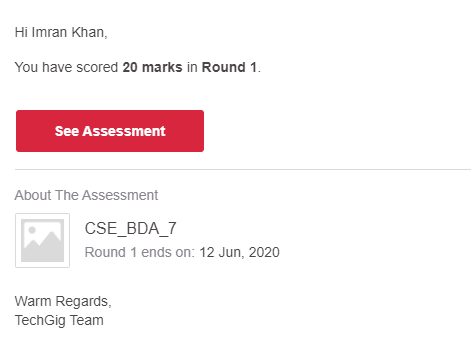 Hi Imran Khan,
You have scored 20 marks in Round 1.
See Assessment
About The Assessment
CSE_BDA_7
Round 1 ends on: 12 Jun, 2020
Warm Regards,
TechGig Team